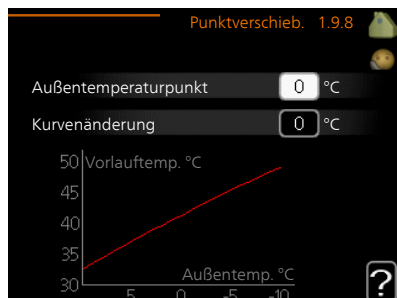 Punktverschieb. 1.9.8
Außentemperaturpunkt 0 °C
Kurvenänderung 0 °C
50 Vorlauftemp. °C
45
40
35
Außentemp. °C
30
5 0 -5 -10
?